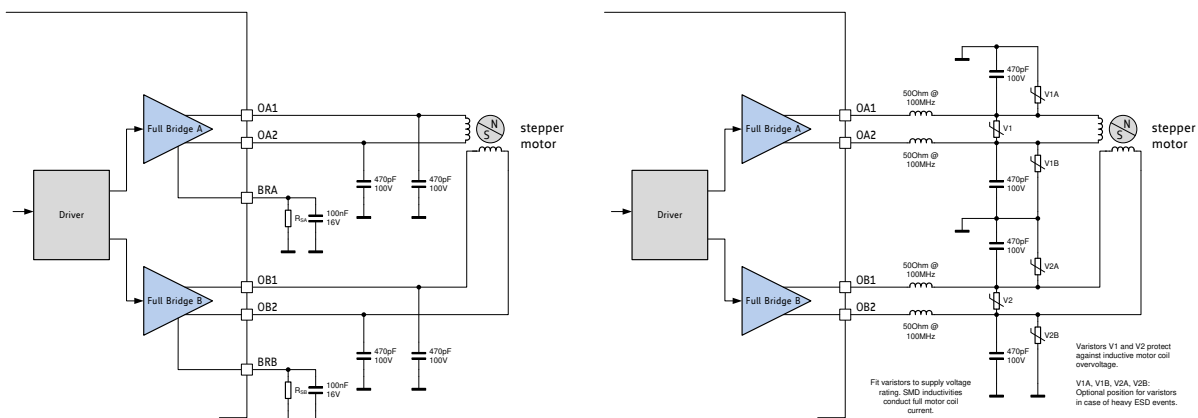 Driver
Full Bridge A
Full Bridge B
OA1
OA2
BRA
RSA
100nF
16V
470pF
100V
470pF
100V
N
S
stepper
motor
OB1
OB2
BRB
RSB
100nF
16V
470pF
100V
470pF
100V
Driver
Full Bridge A
Full Bridge B
OA1
OA2
50Ohm @
100MHz
50Ohm @
100MHz
470pF
100V
V1A
V1
V1B
470pF
100V
N
S
stepper
motor
470pF
100V
V2A
OB1
OB2
50Ohm @
100MHz
50Ohm @
100MHz
V2
V2B
470pF
100V
Fit varistors to supply voltage
rating. SMD inductivities
conduct full motor coil
current.
Varistors V1 and V2 protect
against inductive motor coil
overvoltage.
V1A, V1B, V2A, V2B:
Optional position for varistors
in case of heavy ESD events.